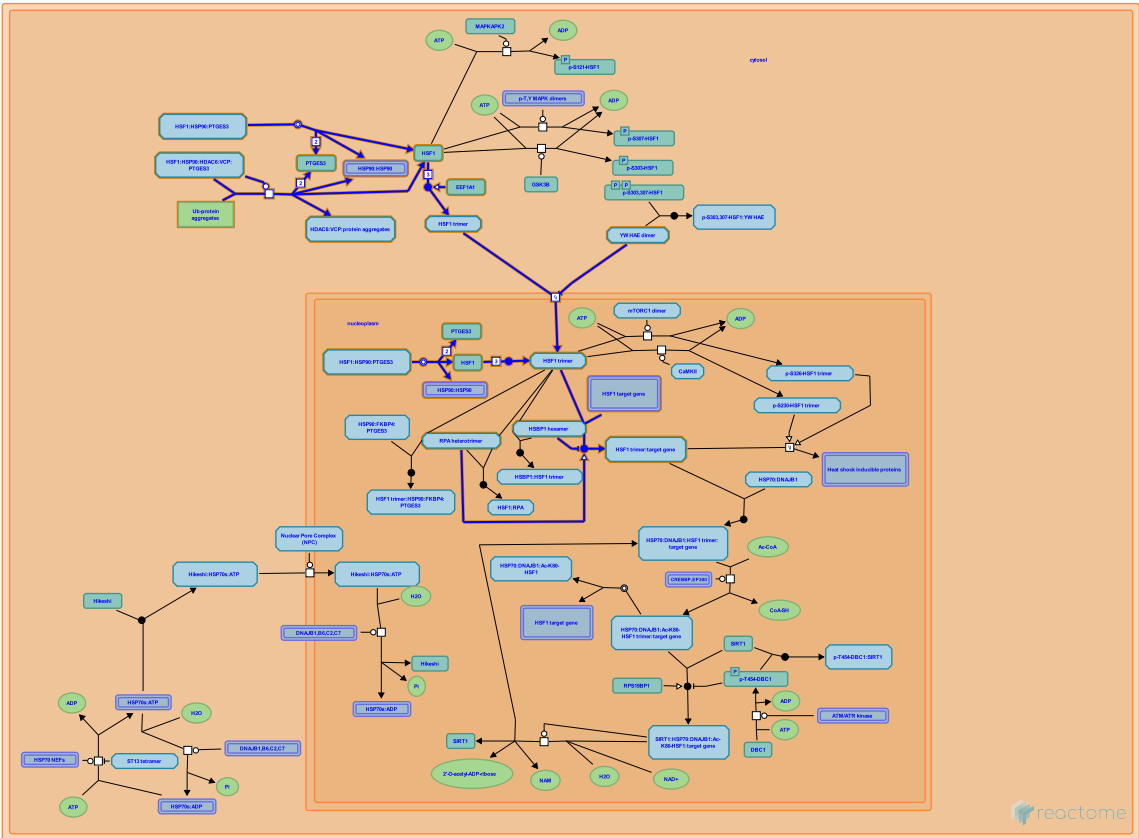 MAPKAPK2
ATP
ADP
P
p-S121-HSF1
cytosol
p-T,Y MAPK dimers
ATP
ADP
HSF1:HSP90:PTGES3
P
p-S307-HSF1
2
HSF1
HSF1:HSP90:HDAC6:VCP:
PTGES3
PTGES3
HSP90:HSP90
P
p-S303-HSF1
2
3
EEF1A1
GSK3B
P P
p-S303,307-HSF1
Ub-protein
aggregates
HDAC6:VCP:protein aggregates
HSF1 trimer
p-S303,307-HSF1:YWHAE
YWHAE dimer
9
nucleoplasm
ATP
mTORC1 dimer
ADP
PTGES3
2
HSF1:HSP90:PTGES3
HSF1
3
HSF1 trimer
CaMKII
p-S326-HSF1 trimer
HSP90:HSP90
HSF1 target gene
p-S230-HSF1 trimer
HSP90:FKBP4:
PTGES3
HSBP1 hexamer
RPA heterotrimer
HSF1 trimer:target gene
9
Heat shock inducible proteins
HSBP1:HSF1 trimer
HSP70:DNAJB1
HSF1 trimer:HSP90:FKBP4:
PTGES3
HSF1:RPA
Nuclear Pore Complex
(NPC)
HSP70:DNAJB1:HSF1 trimer:
target gene
Ac-CoA
Hikeshi:HSP70s:ATP
Hikeshi:HSP70s:ATP
HSP70:DNAJB1:Ac-K80-
HSF1
CREBBP,EP300
Hikeshi
H2O
CoA-SH
HSF1 target gene
HSP70:DNAJB1:Ac-K80-
HSF1 trimer:target gene
DNAJB1,B6,C2,C7
SIRT1
p-T454-DBC1:SIRT1
Hikeshi
P
p-T454-DBC1
Pi
RPS19BP1
HSP70s:ADP
ADP
HSP70s:ATP
ADP
H2O
ATM/ATR kinase
ATP
SIRT1
SIRT1:HSP70:DNAJB1:Ac-
K80-HSF1:target gene
DBC1
DNAJB1,B6,C2,C7
HSP70 NEFs
ST13 tetramer
2'-O-acetyl-ADP-ribose
NAM
H2O
NAD+
Pi
ATP
HSP70s:ADP
reactome